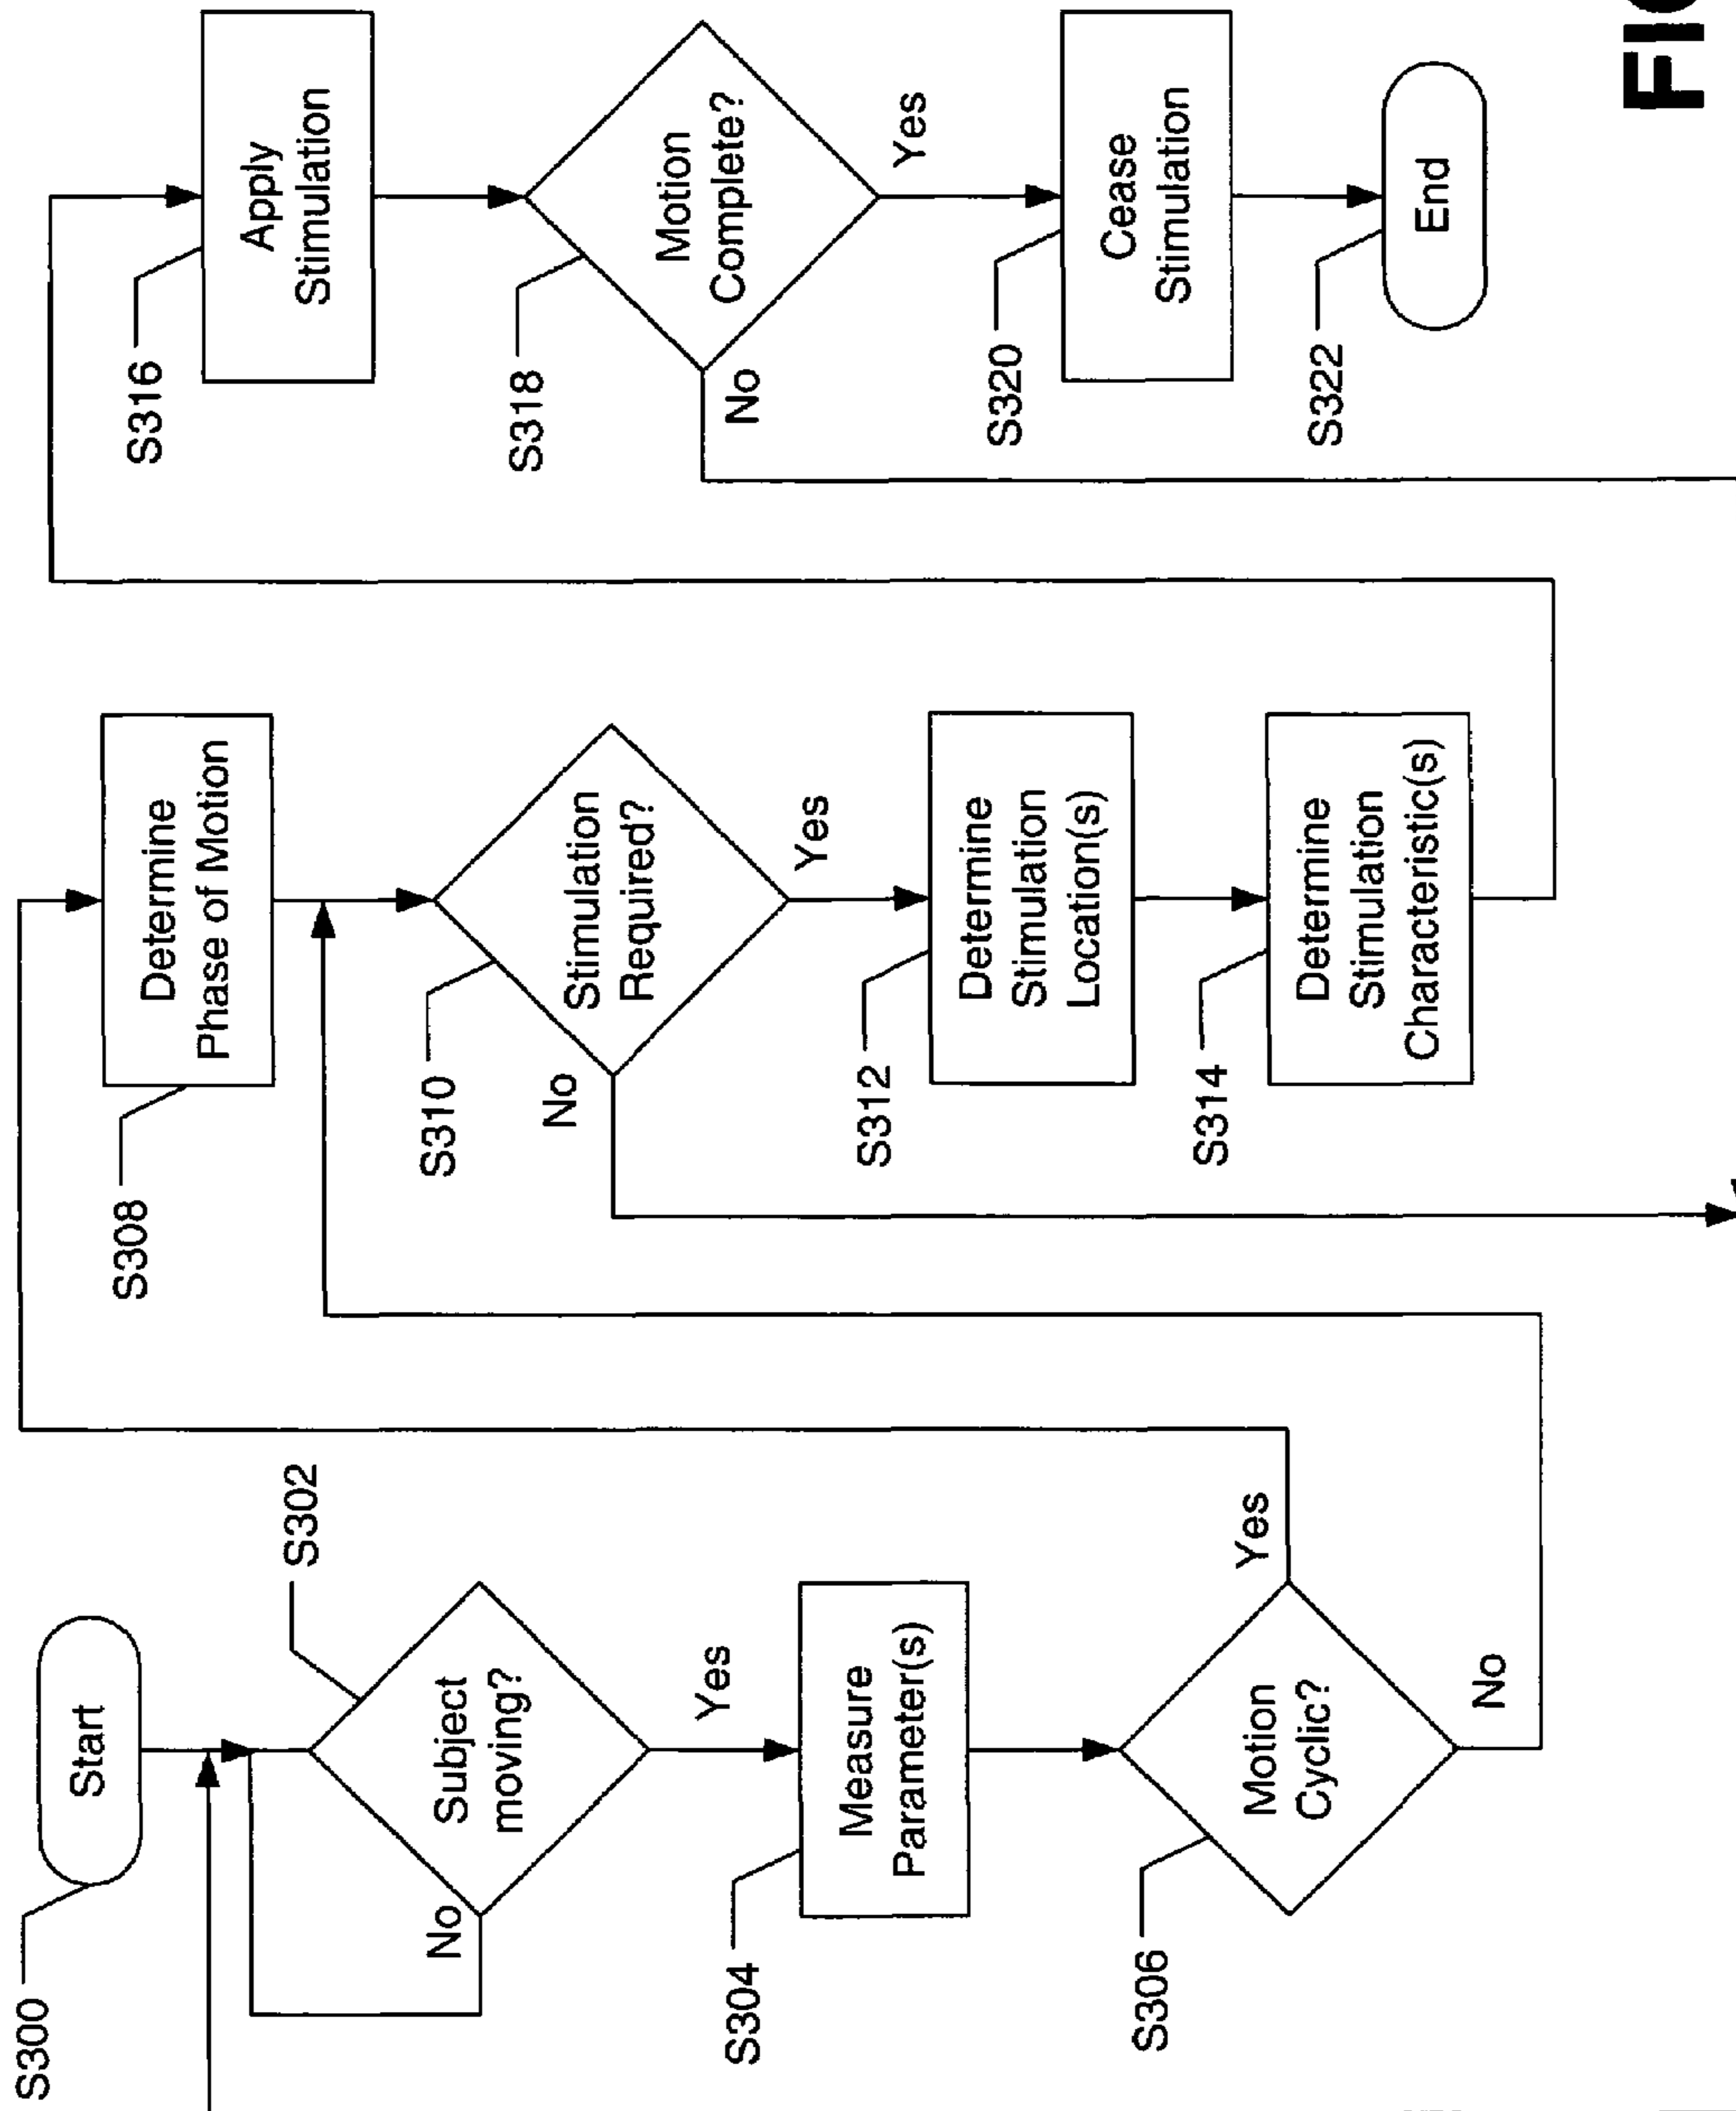 S300
Start
S302
Subject
moving?
No
Yes
S304
Measure
Parameter(s)
S306
Motion
Cyclic?
Yes
No
S308
Determine
Phase of Motion
S310
Stimulation
Required?
No
Yes
S312
Determine
Stimulation
Location(s)
S314
Determine
Stimulation
Characteristic(s)
S316
Apply
Stimulation
S318
Motion
Complete?
No
Yes
S320
Cease
Stimulation
S322
End